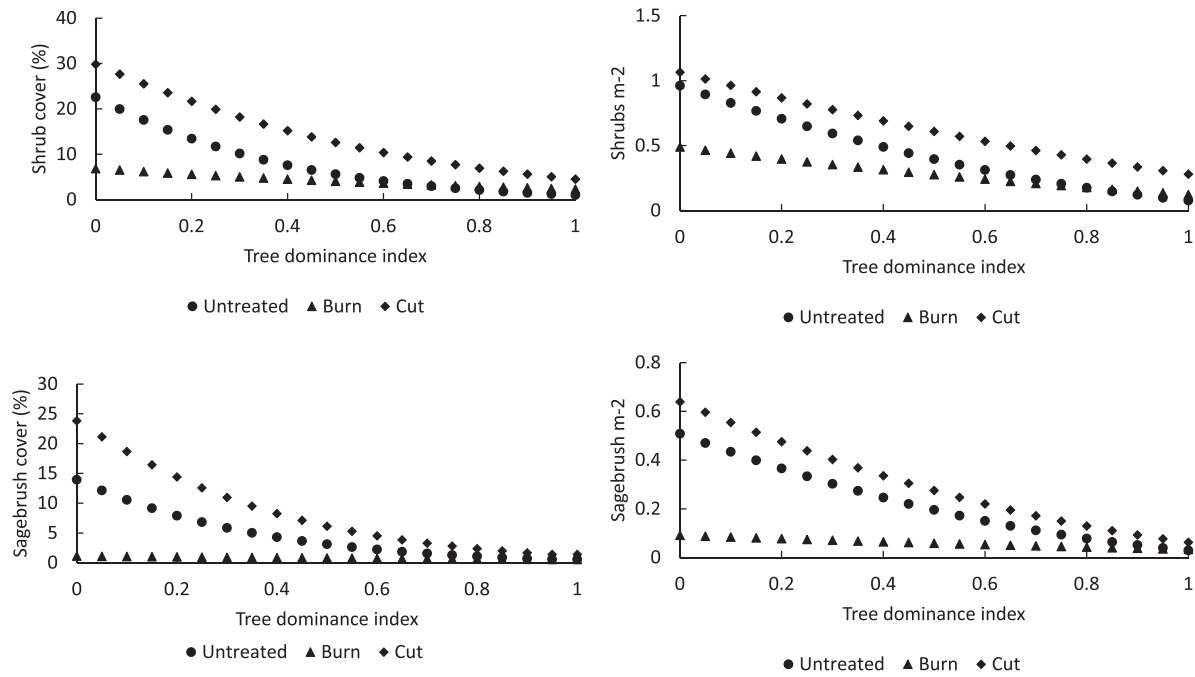 Shrub cover (%)
40
30
20
10
0
0 0.2 0.4 0.6 0.8 1
Tree dominance index
Untreated Burn Cut
Shrubs m-2
1.5
1
0.5
0
0 0.2 0.4 0.6 0.8 1
Tree dominance index
Untreated Burn Cut
Sagebrush cover (%)
30
25
20
15
10
5
0
0 0.2 0.4 0.6 0.8 1
Tree dominance index
Untreated Burn Cut
Sagebrush m-2
0.8
0.6
0.4
0.2
0
0 0.2 0.4 0.6 0.8 1
Tree dominance index
Untreated Burn Cut